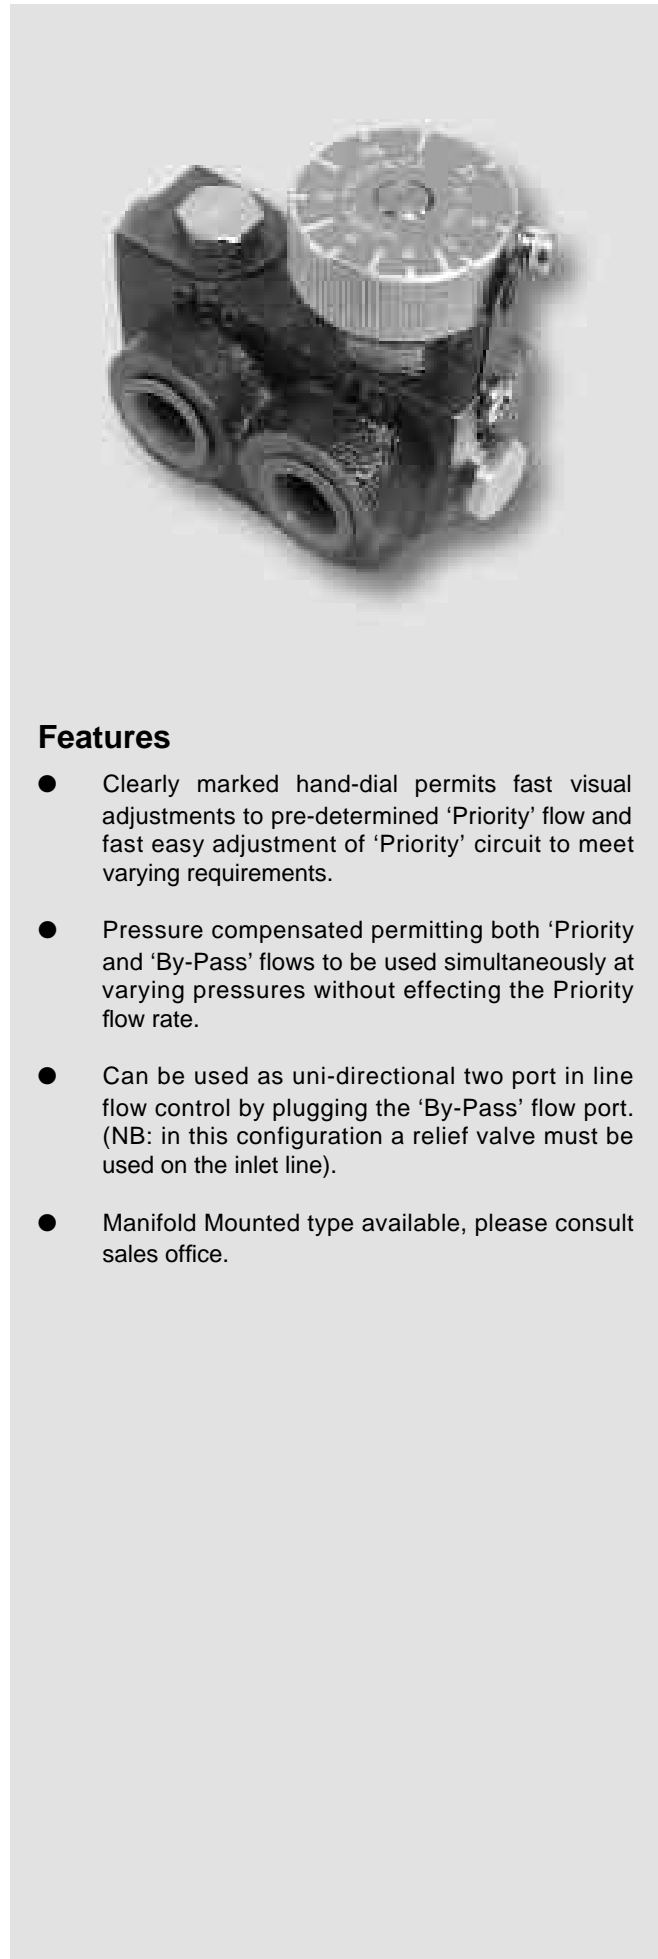 Features
● Clearly marked hand-dial permits fast visual
adjustments to pre-determined ‘Priority’ flow and
fast easy adjustment of ‘Priority’ circuit to meet
varying requirements.
● Pressure compensated permitting both ‘Priority
and ‘By-Pass’ flows to be used simultaneously at
varying pressures without effecting the Priority
flow rate.
● Can be used as uni-directional two port in line
flow control by plugging the ‘By-Pass’ flow port.
(NB: in this configuration a relief valve must be
used on the inlet line).
● Manifold Mounted type available, please consult
sales office.